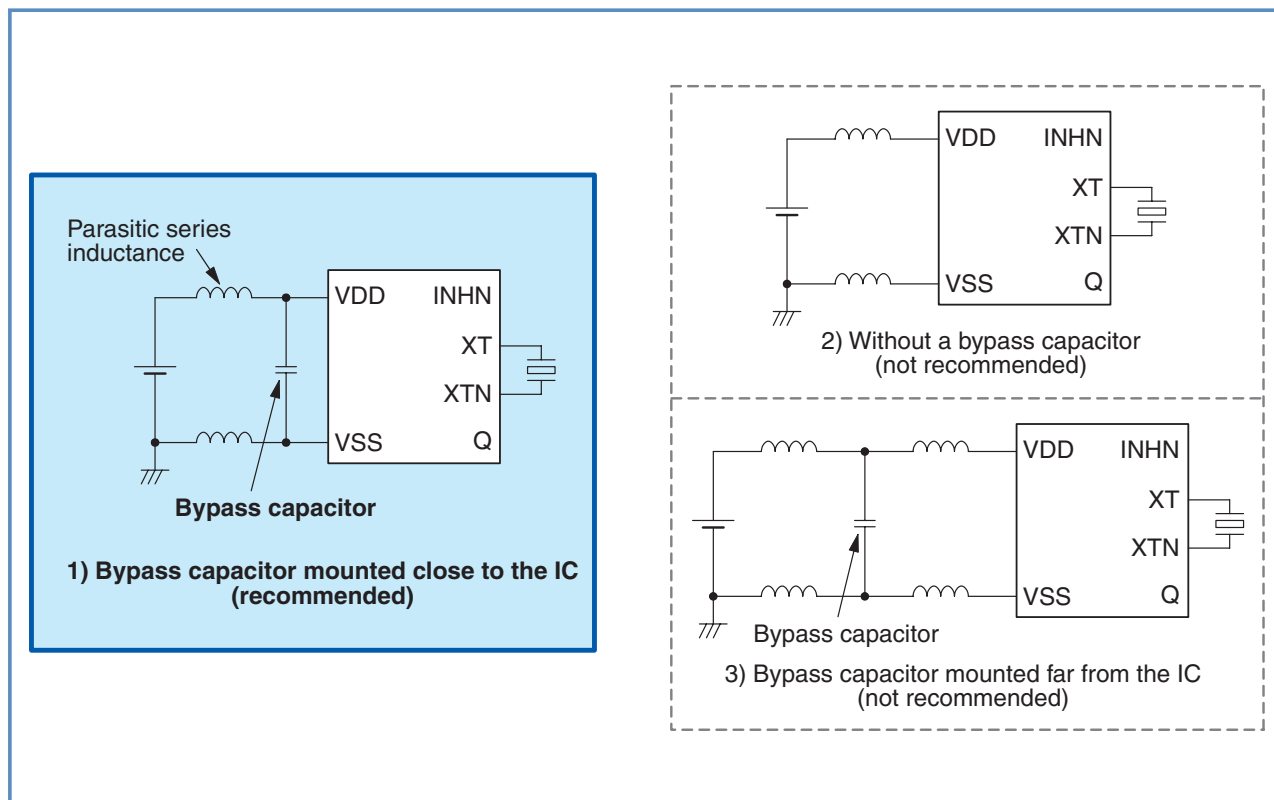 Parasitic series
inductance
VDD
INHN
XT
XTN
VSS
Q
Bypass capacitor
1) Bypass capacitor mounted close to the IC
(recommended)
VDD
INHN
XT
XTN
VSS
Q
2) Without a bypass capacitor
(not recommended)
VDD
INHN
XT
XTN
VSS
Q
Bypass capacitor
3) Bypass capacitor mounted far from the IC
(not recommended)